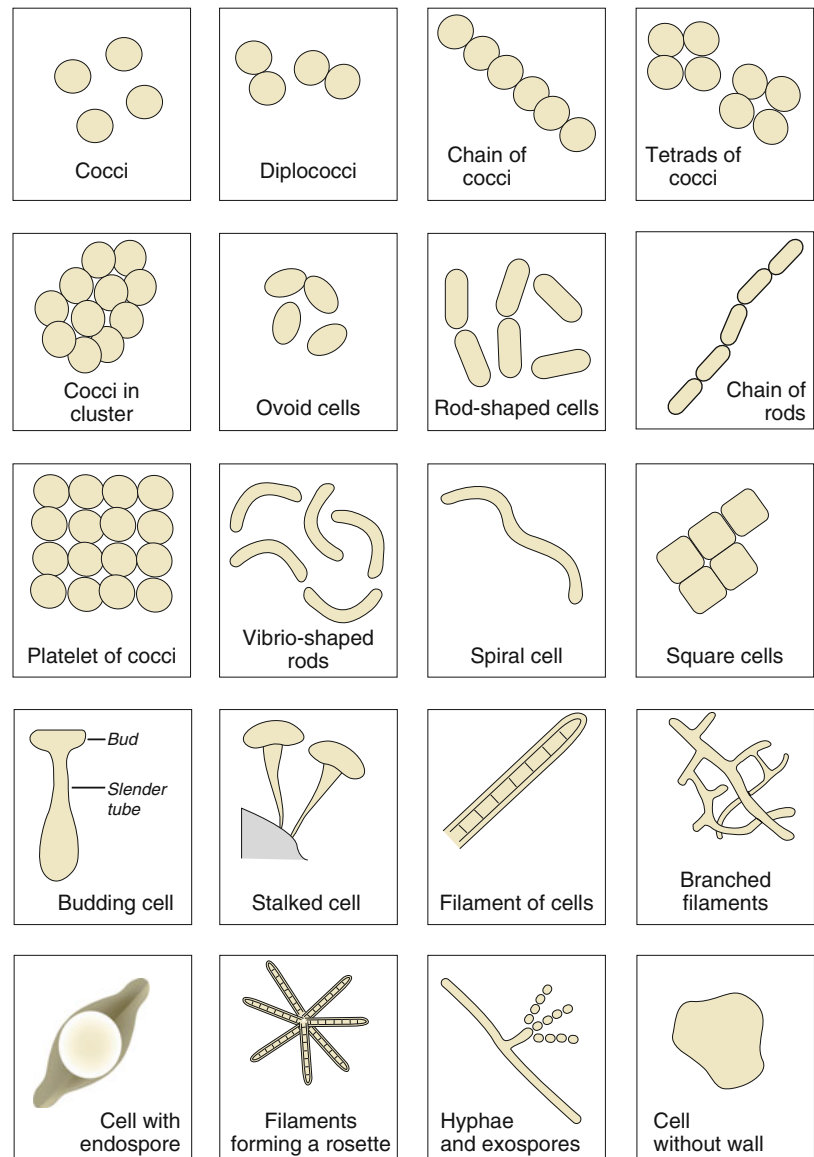 Cocci
Diplococci
Chain of
cocci
Tetrads of
cocci
Cocci in
cluster
Ovoid cells
Rod-shaped cells
Chain of
rods
Platelet of cocci
Vibrio-shaped
rods
Spiral cell
Square cells
Bud
Slender
tube
Budding cell
Stalked cell
Filament of cells
Branched
filaments
Cell with
endospore
Filaments
forming a rosette
Hyphae
and exospores
Cell
without wall